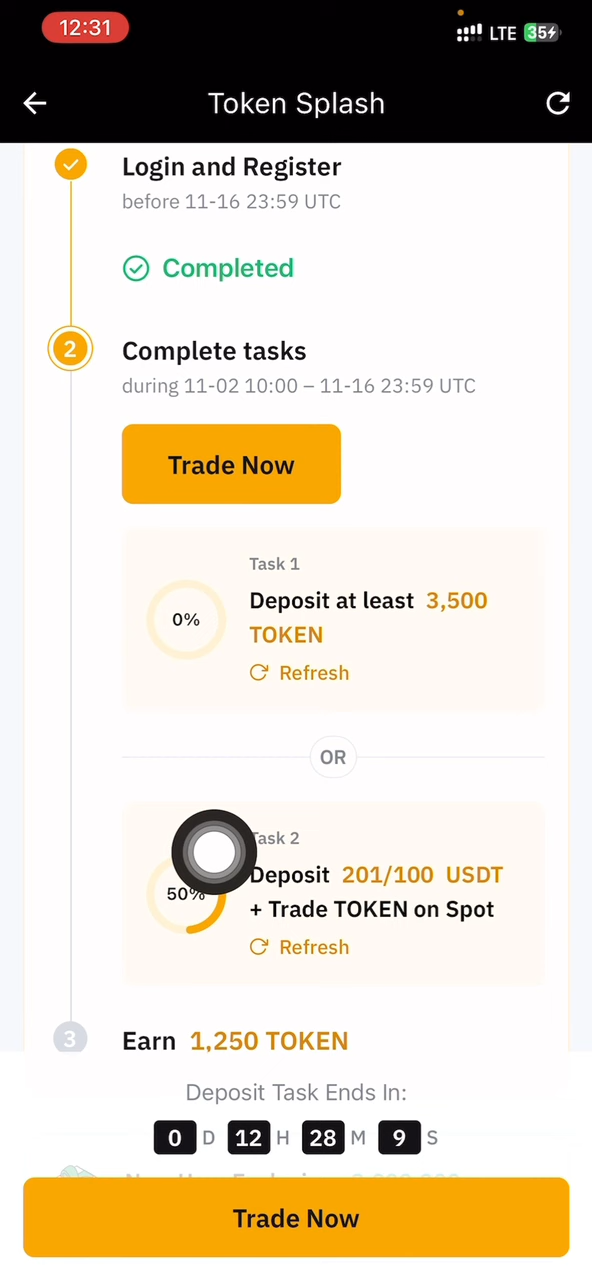 12:31
LTE 35
Token Splash
Login and Register
before 11-16 23:59 UTC
Completed
2
Complete tasks
during 11-02 10:00 – 11-16 23:59 UTC
Trade Now
Task 1
0%
Deposit at least 3,500
TOKEN
Refresh
OR
Task 2
50%
Deposit 201/100 USDT
+ Trade TOKEN on Spot
Refresh
3
Earn 1,250 TOKEN
Deposit Task Ends In:
0 D 12 H 28 M 9 S
Trade Now